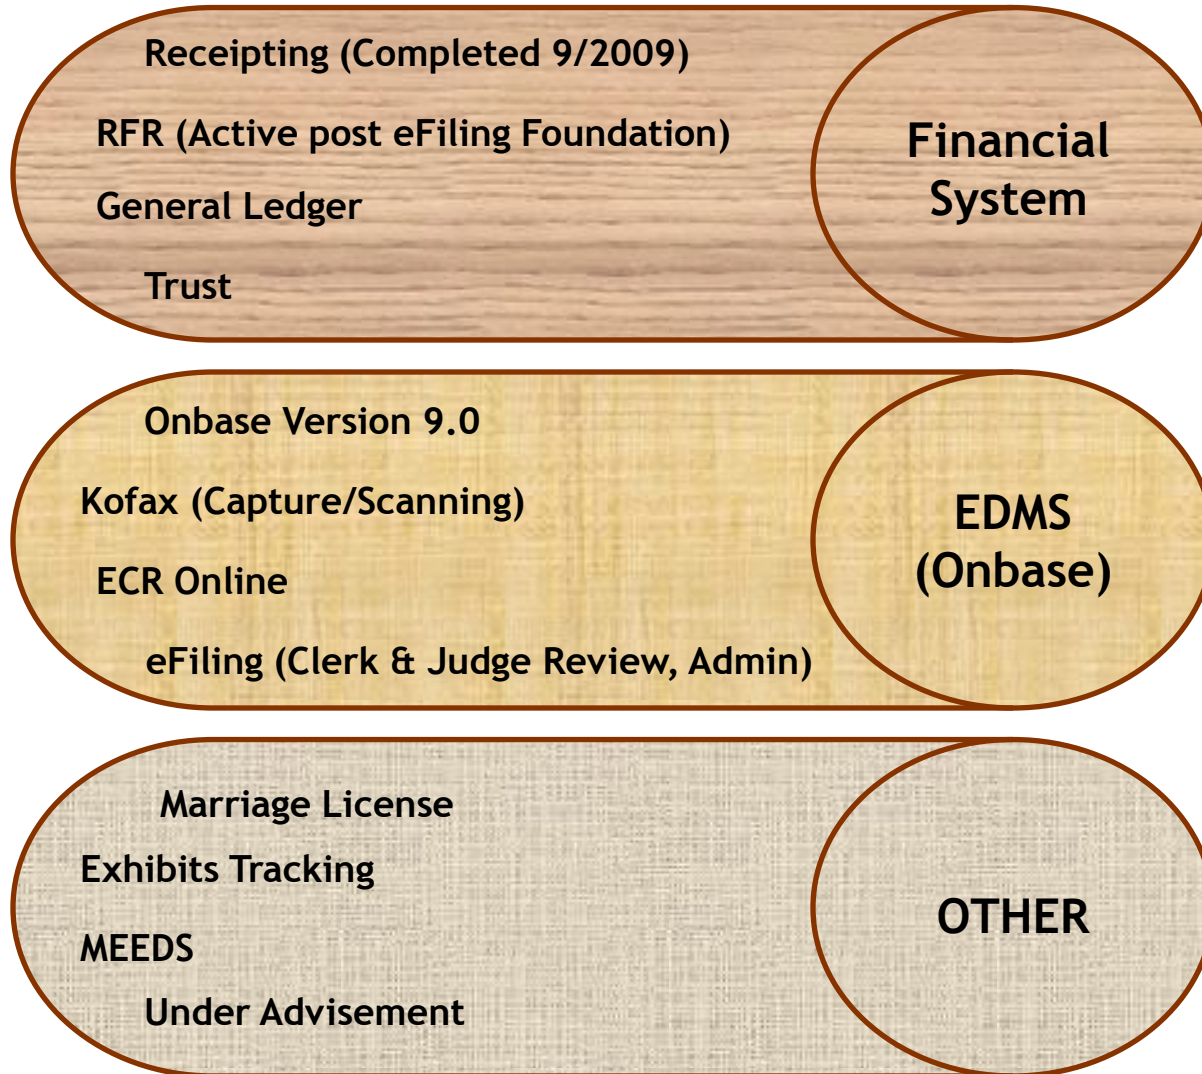 Receipting (Completed 9/2009)
RFR (Active post eFiling Foundation)
General Ledger
Trust
Financial
System
Onbase Version 9.0
Kofax (Capture/Scanning)
ECR Online
eFiling (Clerk & Judge Review, Admin)
EDMS
(Onbase)
Marriage License
Exhibits Tracking
MEEDS
Under Advisement
OTHER